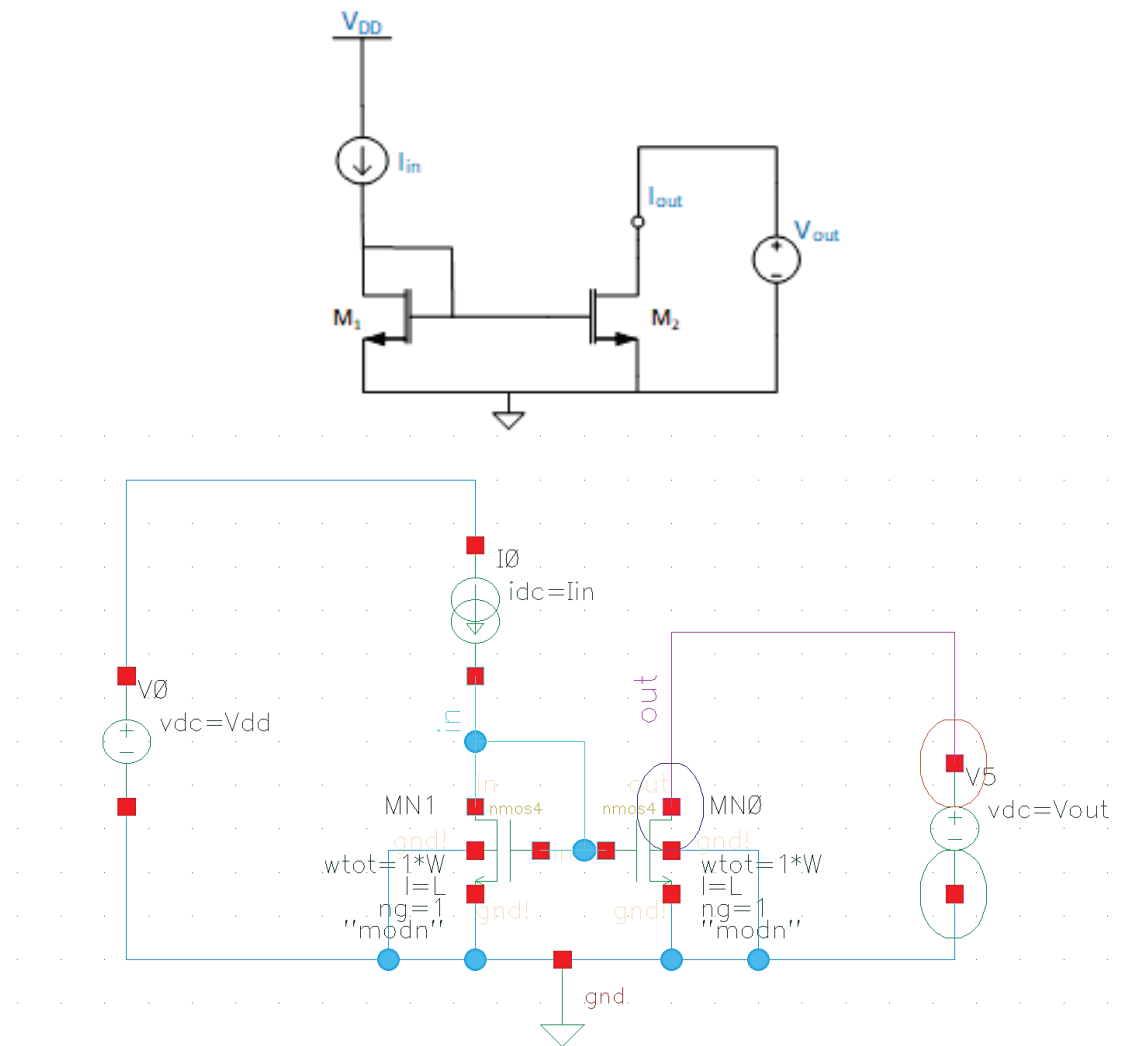 VDD
Iin
Iout
Vout
M1
M2
I0
idc=Iin
out
V0
vdc=Vdd
in
in
out
V5
MN1
nmos4
nmos4
MN0
vdc=Vout
gnd!
in
gnd!
wtot=1*W
wtot=1*W
l=L
l=L
ng=1
gnd!
gnd!
ng=1
"modn"
"modn"
gnd